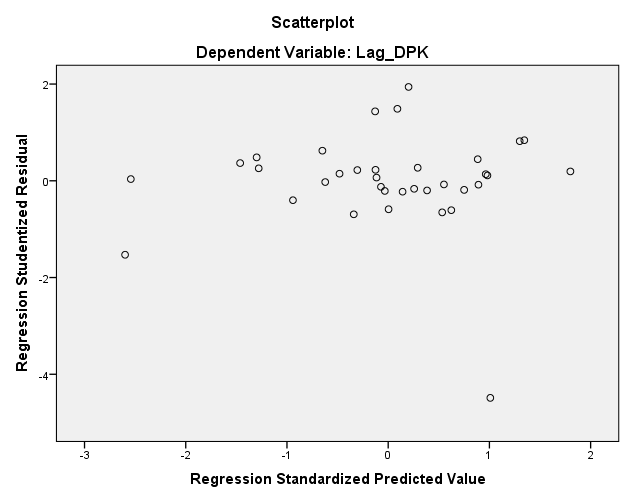 Scatterplot
Dependent Variable: Lag_DPK
Regression Studentized Residual
2
0
-2
-4
-3
-2
-1
0
1
2
Regression Standardized Predicted Value